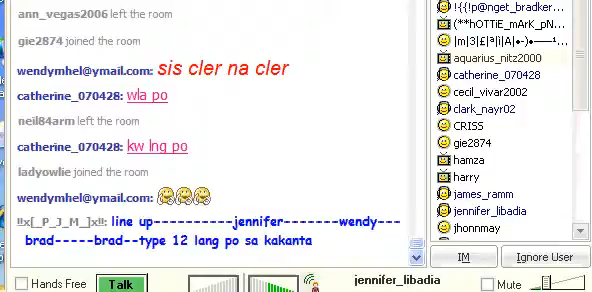 ann_vegas2006 left the room
gie2874 joined the room
wendymhel@ymail.com: sis cler na cler
catherine_070428: wla po
neil84arm left the room
catherine_070428: kw lng po
ladyowlie joined the room
wendymhel@ymail.com:
!!x[_P_J_M_]x!!: line up-----------jennifer-------wendy---
brad-----brad--type 12 lang po sa kakanta
!{{!p@nget_bradker...
(**hOTTiE_mArK_pN...
aquarius_nitz2000
catherine_070428
cecil_vivar2002
clark_nayr02
CRISS
gie2874
hamza
harry
james_ramm
jennifer_libadia
jhonnmay
IM
Ignore User
Hands Free
Talk
jennifer_libadia
Mute